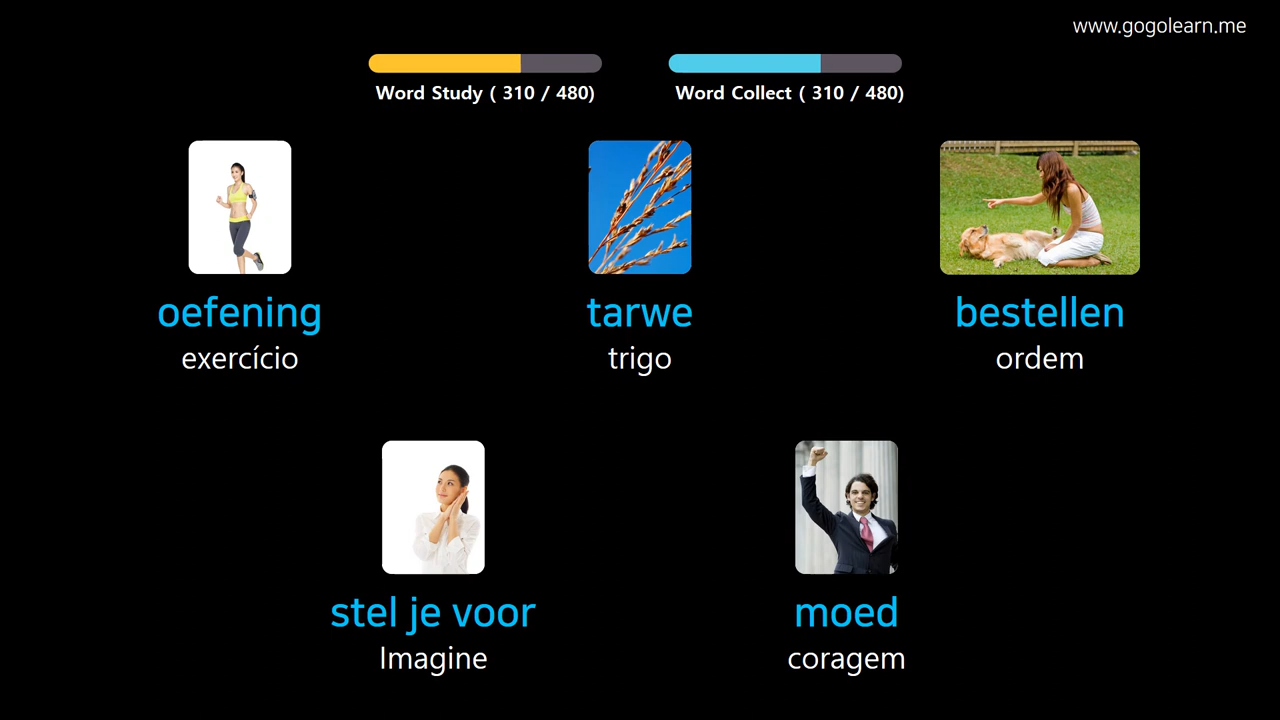 www.gogolearn.me
Word Study ( 310 / 480)
Word Collect ( 310 / 480)
oefening
exercício
tarwe
trigo
bestellen
ordem
stel je voor
Imagine
moed
coragem